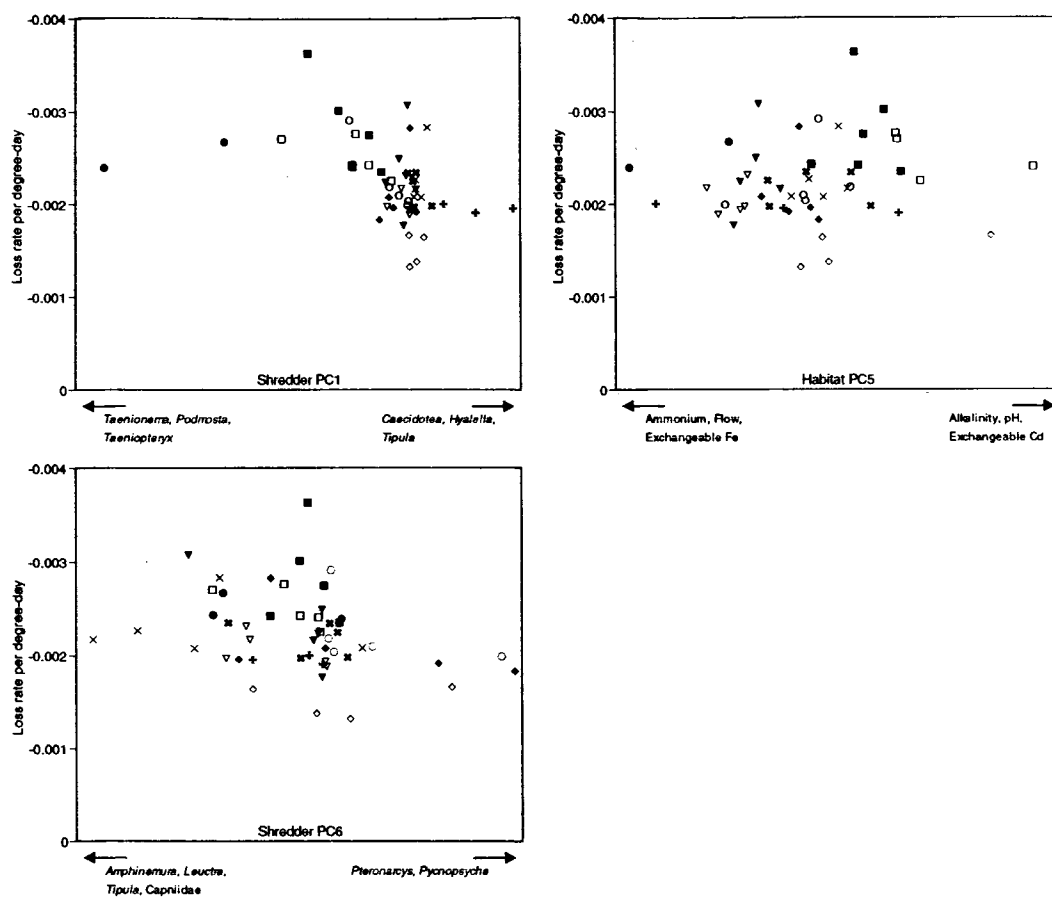 -0.004
-0.003
-0.002
-0.001
0
Loss rate per degree-day
Shredder PC1
Taenionema, Podmosta,
Taeniopteryx
Caecidotea, Hyalella,
Tipula
-0.004
-0.003
-0.002
-0.001
0
Loss rate per degree-day
Habitat PC5
Ammonium, Flow,
Exchangeable Fe
Alkalinity, pH,
Exchangeable Cd
-0.004
-0.003
-0.002
-0.001
0
Loss rate per degree-day
Shredder PC6
Amphinemura, Leuctra,
Tipula, Capniidae
Pteronarcys, Pycnopsyche